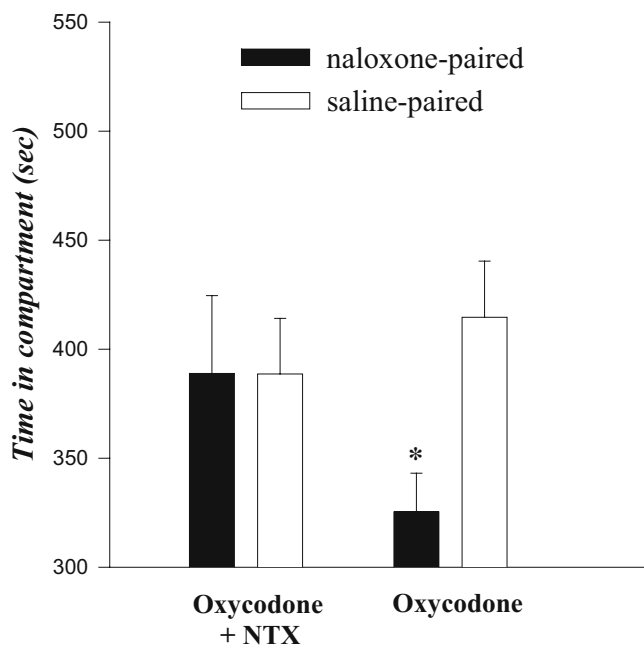 550
naloxone-paired
saline-paired
500
450
400
350
300
Time in compartment (sec)
*
Oxycodone
+ NTX
Oxycodone